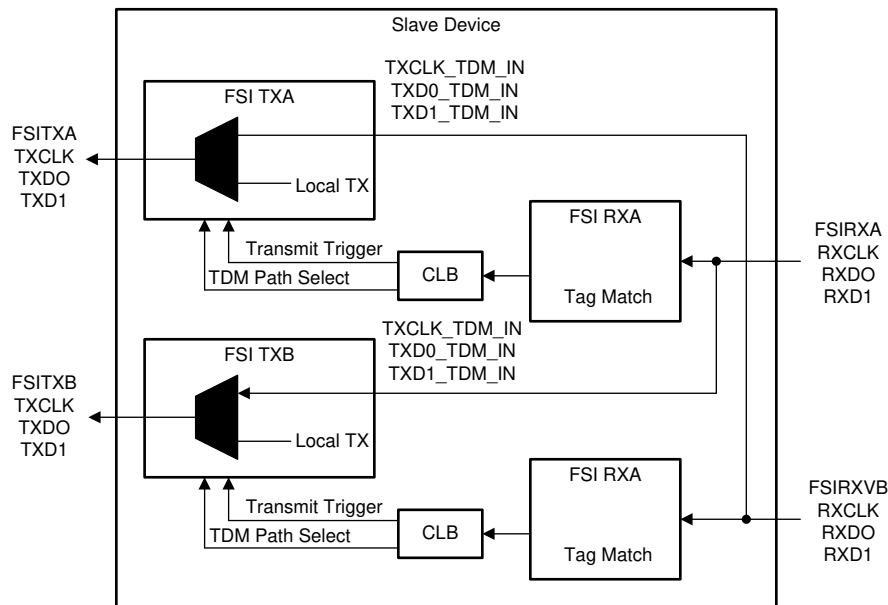 Slave Device
TXCLK_TDM_IN
TXD0_TDM_IN
TXD1_TDM_IN
FSI TXA
FSITXA
TXCLK
TXDO
TXD1
Local TX
Transmit Trigger
TDM Path Select
CLB
FSI RXA
Tag Match
FSIRXA
RXCLK
RXDO
RXD1
TXCLK_TDM_IN
TXD0_TDM_IN
TXD1_TDM_IN
FSI TXB
FSITXB
TXCLK
TXDO
TXD1
Local TX
Transmit Trigger
TDM Path Select
CLB
FSI RXA
Tag Match
FSIRXVB
RXCLK
RXDO
RXD1